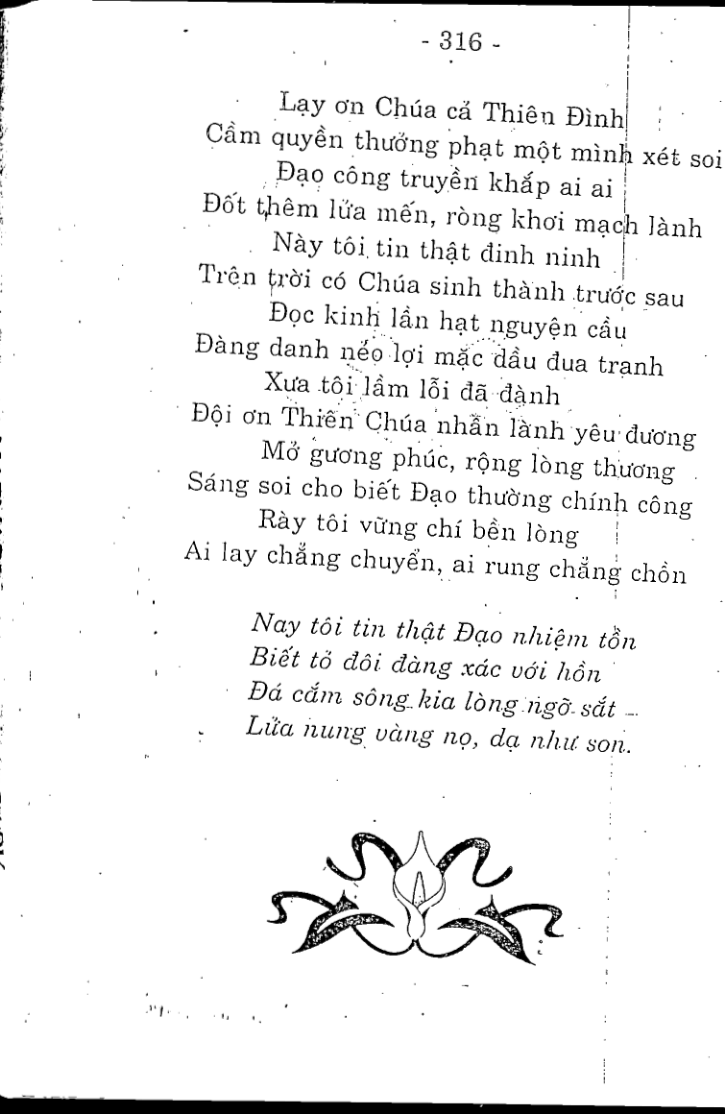 - 316 -
Lạy ơn Chúa cả Thiên Đình
Cầm quyền thưởng phạt một mình xét soi
Đạo công truyền khắp ai ai
Đốt thêm lửa mến, ròng khơi mạch lành
Này tôi tin thật đinh ninh
Trên trời có Chúa sinh thành trước sau
Đọc kinh lần hạt nguyện cầu
Đàng danh nẻo lợi mặc dầu đua tranh
Xưa tôi lầm lỗi đã đành
Đội ơn Thiên Chúa nhân lành yêu đương
Mở gương phúc, rộng lòng thương
Sáng soi cho biết Đạo thường chính công
Rày tôi vững chí bền lòng
Ai lay chẳng chuyển, ai rung chẳng chồn
Nay tôi tin thật Đạo nhiệm tồn
Biết tỏ đôi đàng xác với hồn
Đá cắm sông kia lòng ngỡ sắt
Lửa nung vàng nọ, dạ như son.